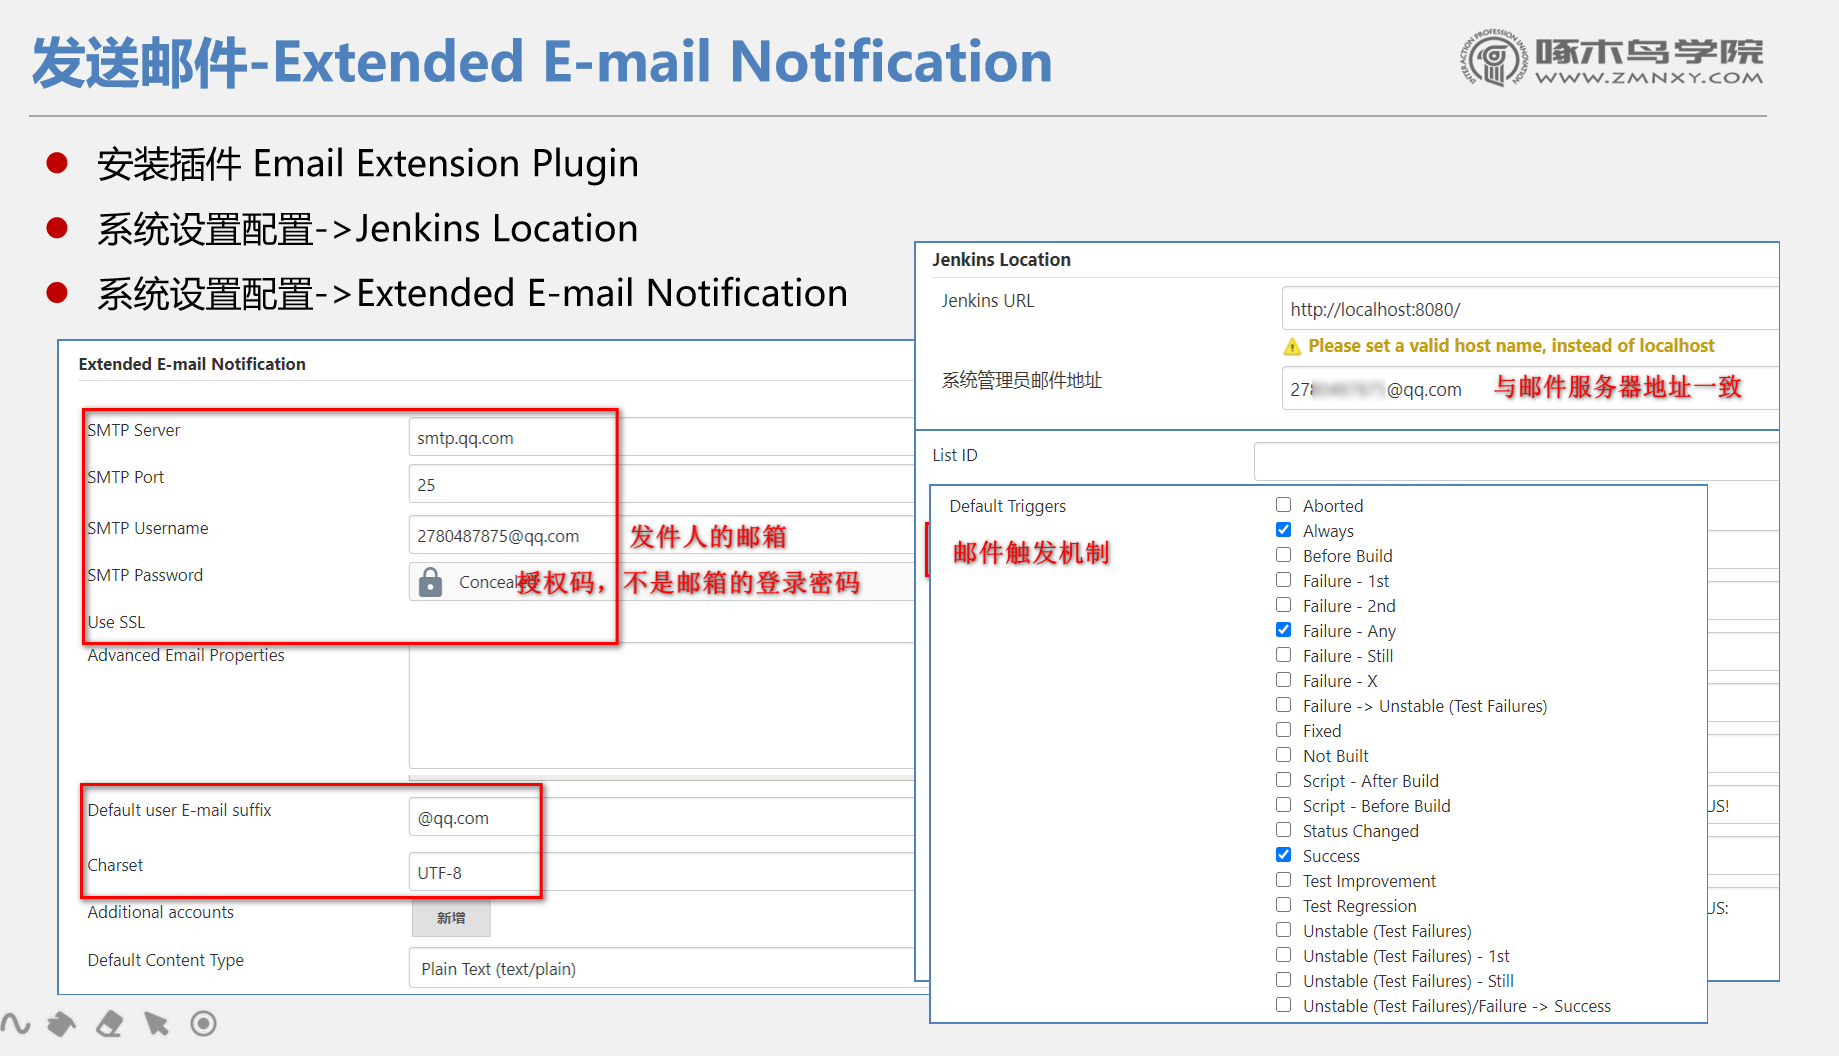 发送邮件-Extended E-mail Notification
INTERACTION PROFESSION INNOVATION
啄木鸟学院
WWW.ZMNXY.COM
安装插件 Email Extension Plugin
系统设置配置->Jenkins Location
系统设置配置->Extended E-mail Notification
Extended E-mail Notification
SMTP Server
smtp.qq.com
SMTP Port
25
SMTP Username
2780487875@qq.com
发件人的邮箱
SMTP Password
Concealed
授权码，不是邮箱的登录密码
Use SSL
Advanced Email Properties
Default user E-mail suffix
@qq.com
Charset
UTF-8
Additional accounts
新增
Default Content Type
Plain Text (text/plain)
Jenkins Location
Jenkins URL
http://localhost:8080/
Please set a valid host name, instead of localhost
系统管理员邮件地址
278 @qq.com
与邮件服务器地址一致
List ID
Default Triggers
邮件触发机制
Aborted
Always
Before Build
Failure - 1st
Failure - 2nd
Failure - Any
Failure - Still
Failure - X
Failure -> Unstable (Test Failures)
Fixed
Not Built
Script - After Build
Script - Before Build
Status Changed
Success
Test Improvement
Test Regression
Unstable (Test Failures)
Unstable (Test Failures) - 1st
Unstable (Test Failures) - Still
Unstable (Test Failures)/Failure -> Success
US!
US: